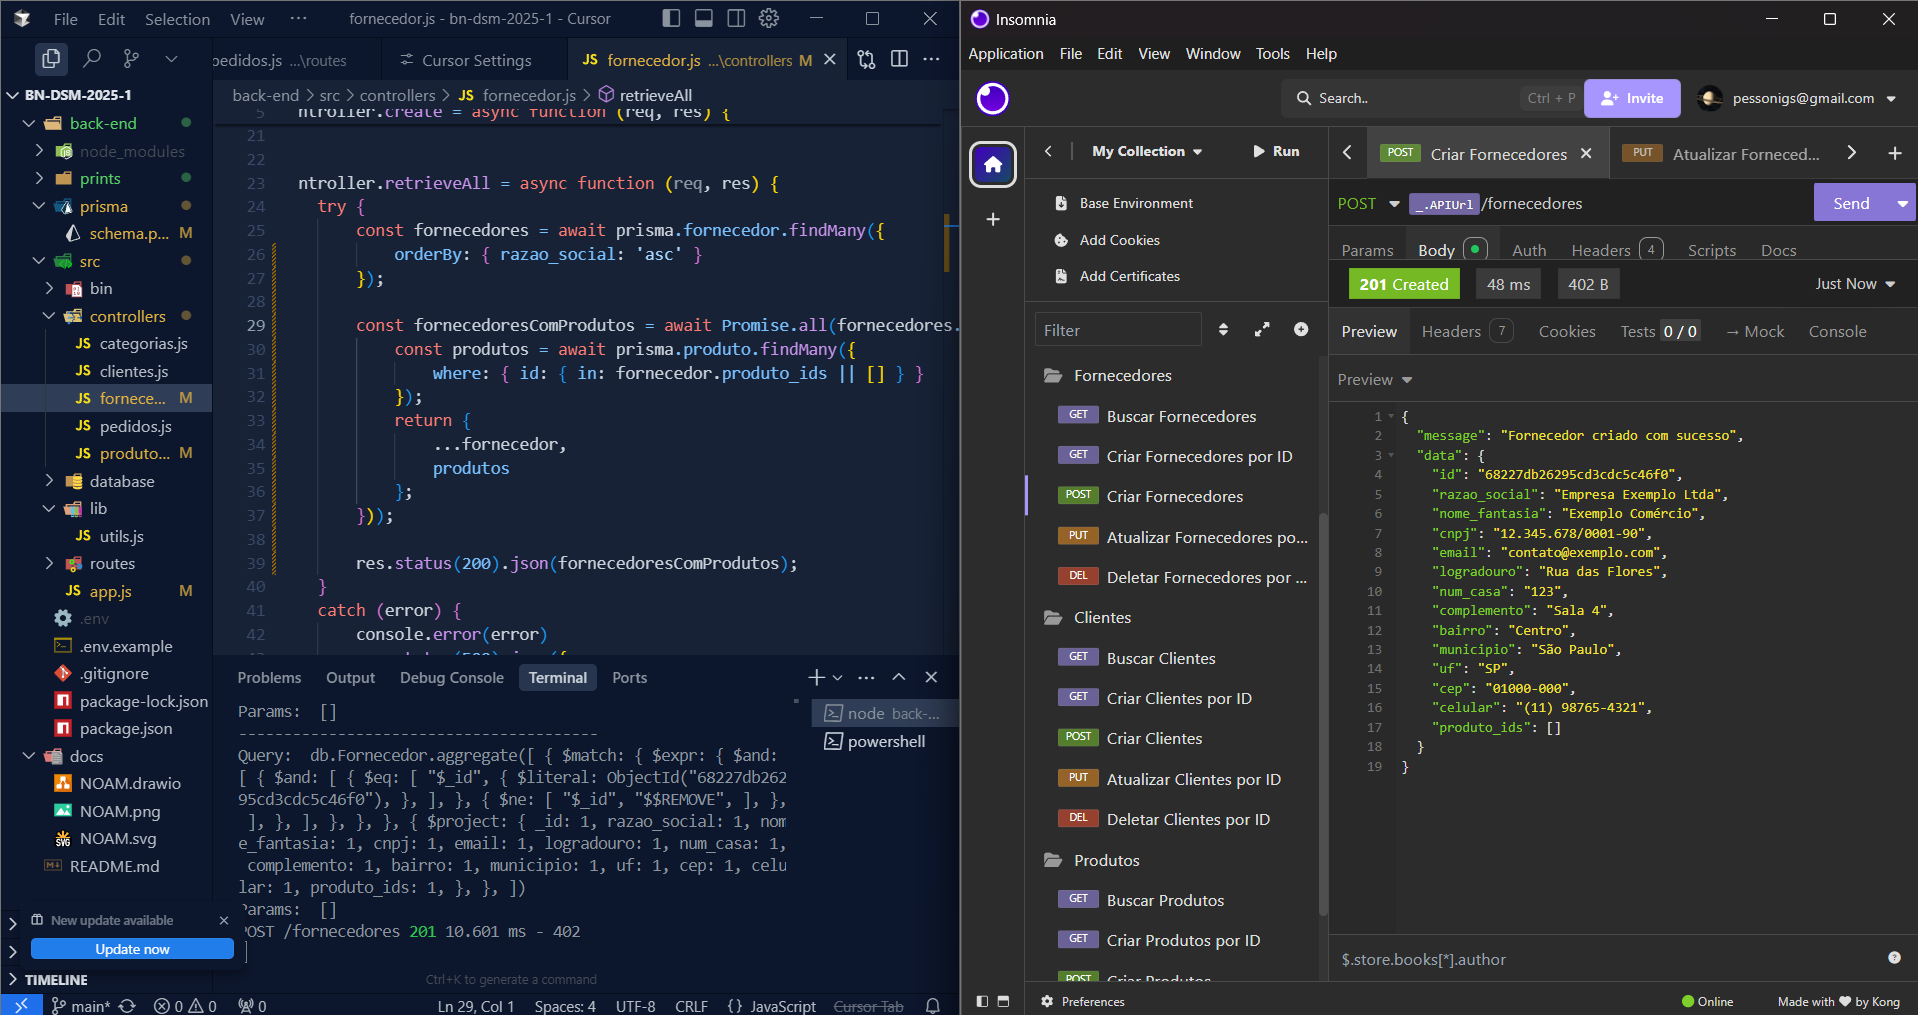 File Edit Selection View ··· fornecedor.js - bn-dsm-2025-1 - Cursor
pedidos.js ...\routes
Cursor Settings
JS fornecedor.js ...\controllers M
BN-DSM-2025-1
back-end
node_modules
prints
prisma
schema.p... M
src
bin
controllers
JS categorias.js
JS clientes.js
JS fornece... M
JS pedidos.js
JS produto... M
database
lib
JS utils.js
routes
JS app.js M
.env
.env.example
.gitignore
package-lock.json
package.json
docs
NOAM.drawio
NOAM.png
NOAM.svg
README.md
New update available
Update now
TIMELINE
back-end > src > controllers > JS fornecedor.js > retrieveAll
5 ntroller.create = async function (req, res) {
21
22
23 ntroller.retrieveAll = async function (req, res) {
24 try {
25 const fornecedores = await prisma.fornecedor.findMany({
26 orderBy: { razao_social: 'asc' }
27 });
28
29 const fornecedoresComProdutos = await Promise.all(fornecedores.
30 const produtos = await prisma.produto.findMany({
31 where: { id: { in: fornecedor.produto_ids || [] } }
32 });
33 return {
34 ...fornecedor,
35 produtos
36 };
37 }));
38
39 res.status(200).json(fornecedoresComProdutos);
40 }
41 catch (error) {
42 console.error(error)
Problems Output Debug Console Terminal Ports
node back-...
powershell
Params: []
---------------------------------------
Query: db.Fornecedor.aggregate([ { $match: { $expr: { $and:
[ { $and: [ { $eq: [ "$_id", { $literal: ObjectId("68227db262
95cd3cdc5c46f0"), }, ], }, { $ne: [ "$_id", "$$REMOVE", ], },
], }, ], }, }, }, { $project: { _id: 1, razao_social: 1, nom
e_fantasia: 1, cnpj: 1, email: 1, logradouro: 1, num_casa: 1,
complemento: 1, bairro: 1, municipio: 1, uf: 1, cep: 1, celu
lar: 1, produto_ids: 1, }, }, ])
Params: []
POST /fornecedores 201 10.601 ms - 402
Ctrl+K to generate a command
main* 0 0 0 Ln 29, Col 1 Spaces: 4 UTF-8 CRLF {} JavaScript Cursor Tab
Insomnia
Application File Edit View Window Tools Help
Search.. Ctrl + P
Invite
pessonigs@gmail.com
My Collection
Run
Base Environment
Add Cookies
Add Certificates
Filter
Fornecedores
GET Buscar Fornecedores
GET Criar Fornecedores por ID
POST Criar Fornecedores
PUT Atualizar Fornecedores po...
DEL Deletar Fornecedores por ...
Clientes
GET Buscar Clientes
GET Criar Clientes por ID
POST Criar Clientes
PUT Atualizar Clientes por ID
DEL Deletar Clientes por ID
Produtos
GET Buscar Produtos
GET Criar Produtos por ID
POST Criar Produtos
POST Criar Fornecedores
PUT Atualizar Forneced...
POST _.APIUrl /fornecedores
Send
Params Body Auth Headers 4 Scripts Docs
201 Created 48 ms 402 B Just Now
Preview Headers 7 Cookies Tests 0 / 0 → Mock Console
Preview
1 {
2 "message": "Fornecedor criado com sucesso",
3 "data": {
4 "id": "68227db26295cd3cdc5c46f0",
5 "razao_social": "Empresa Exemplo Ltda",
6 "nome_fantasia": "Exemplo Comércio",
7 "cnpj": "12.345.678/0001-90",
8 "email": "contato@exemplo.com",
9 "logradouro": "Rua das Flores",
10 "num_casa": "123",
11 "complemento": "Sala 4",
12 "bairro": "Centro",
13 "municipio": "São Paulo",
14 "uf": "SP",
15 "cep": "01000-000",
16 "celular": "(11) 98765-4321",
17 "produto_ids": []
18 }
19 }
$.store.books[*].author
Preferences
Online
Made with ♥ by Kong